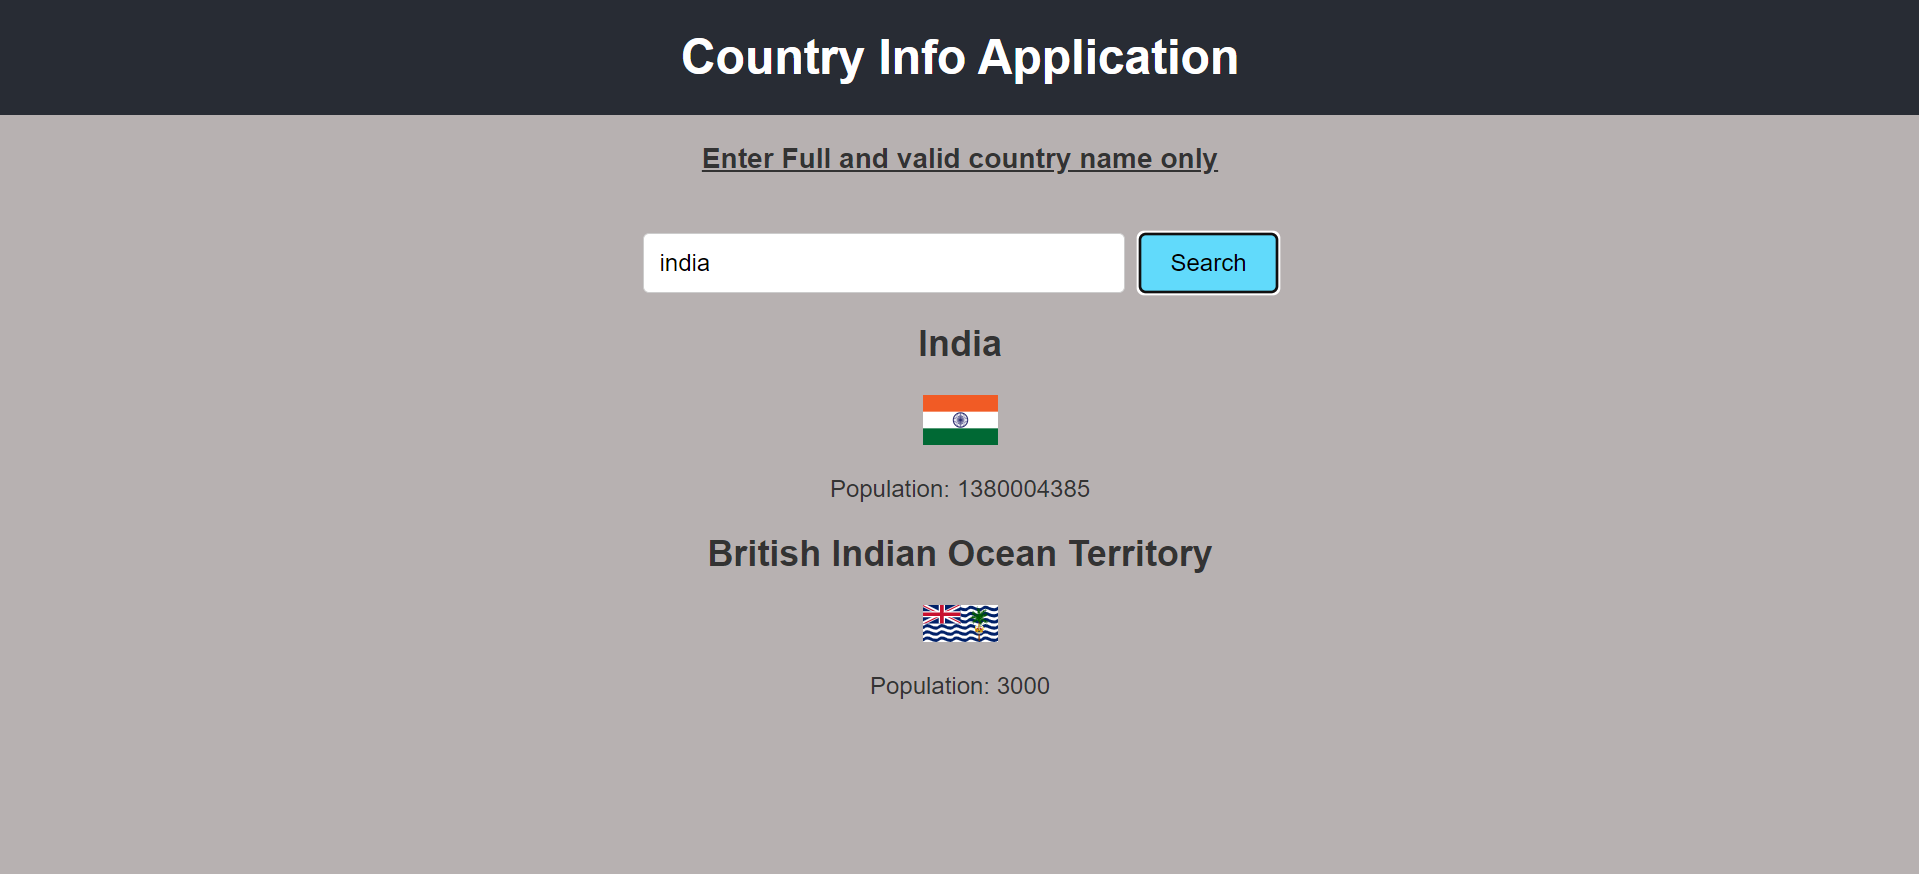 Country Info Application
Enter Full and valid country name only
india Search
India
Population: 1380004385
British Indian Ocean Territory
Population: 3000